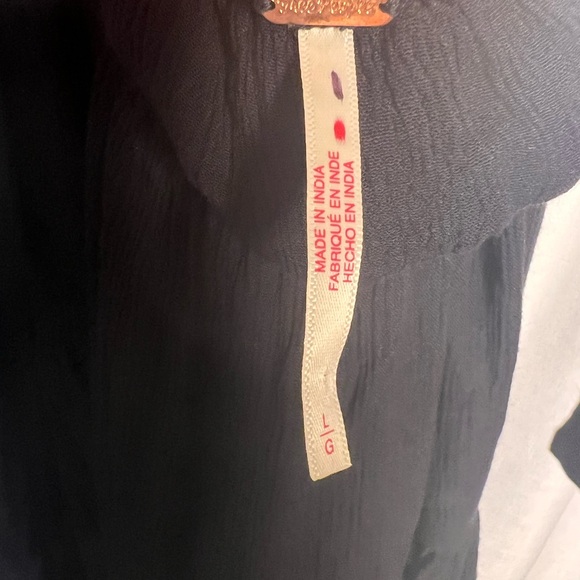 MADE IN INDIA
FABRIQUÉ EN INDE
HECHO EN INDIA
L/G